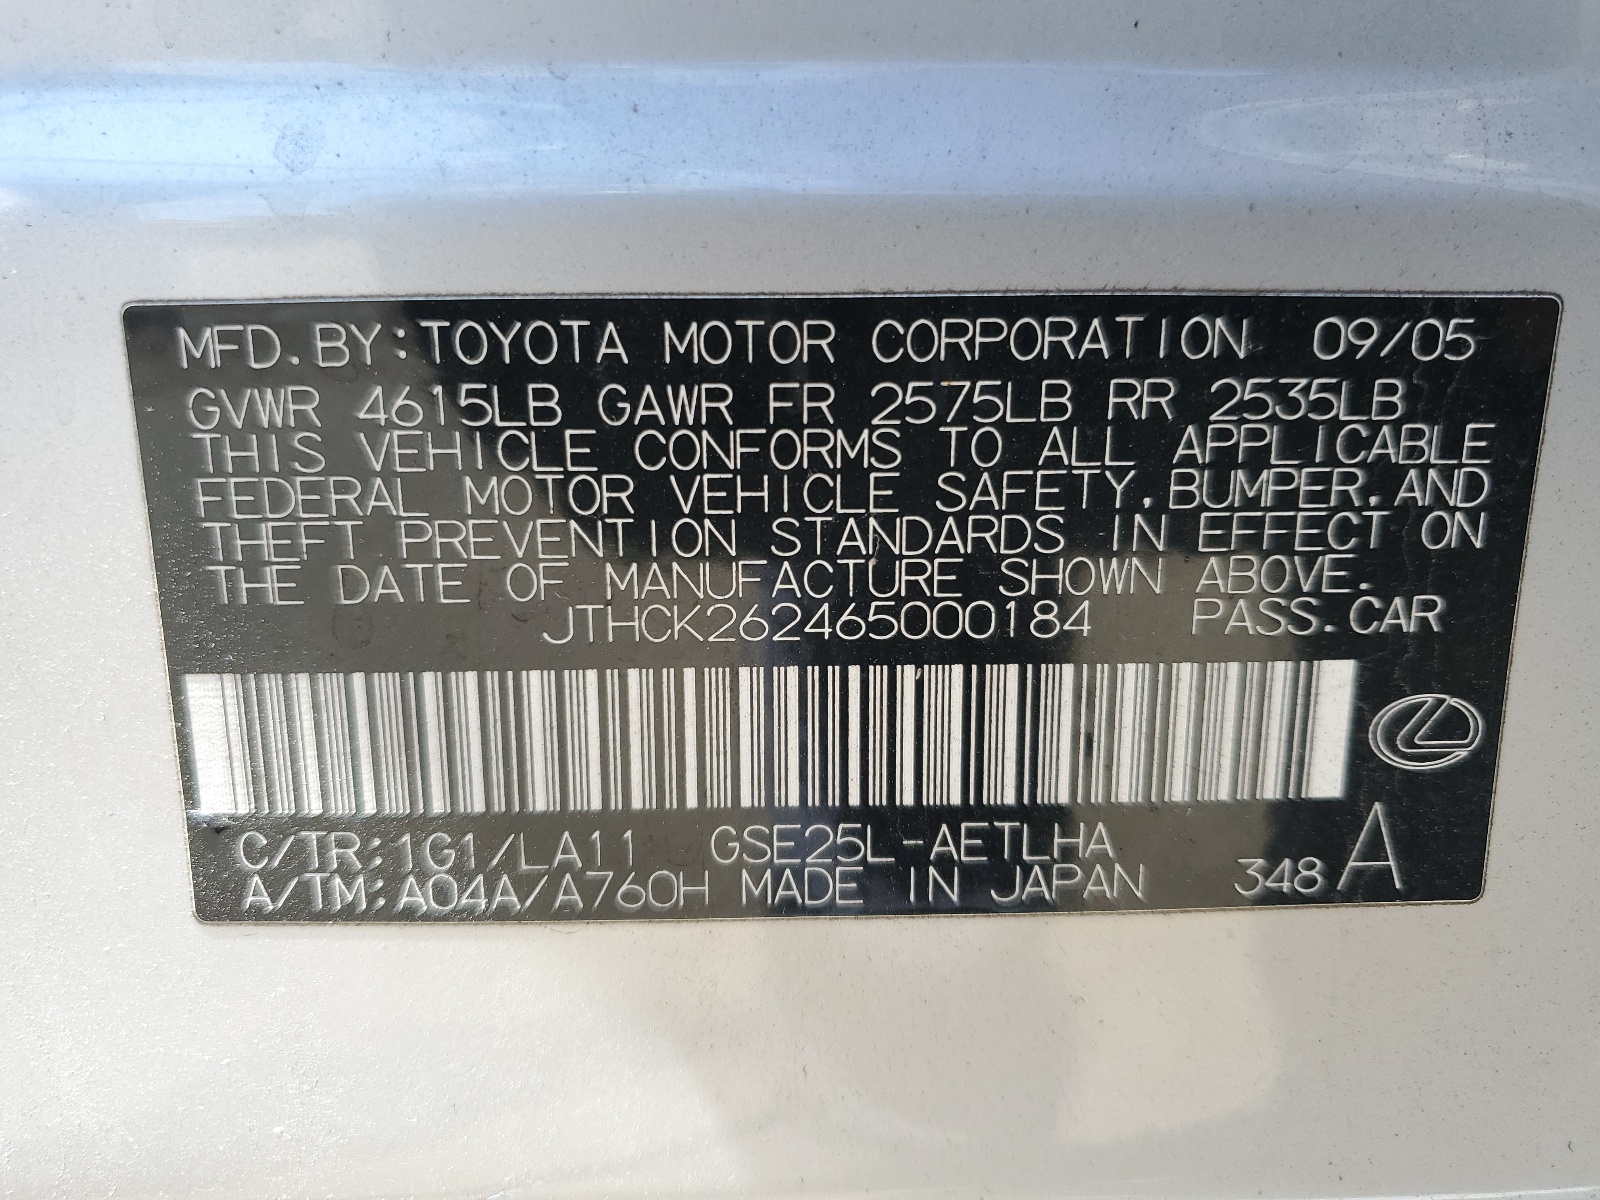 MFD.BY:TOYOTA MOTOR CORPORATION 09/05
GVWR 4615LB GAWR FR 2575LB RR 2535LB
THIS VEHICLE CONFORMS TO ALL APPLICABLE
FEDERAL MOTOR VEHICLE SAFETY,BUMPER,AND
THEFT PREVENTION STANDARDS IN EFFECT ON
THE DATE OF MANUFACTURE SHOWN ABOVE.
JTHCK262465000184 PASS.CAR
C/TR:1G1/LA11 GSE25L-AETLHA
A/TM:A04A/A760H MADE IN JAPAN 348 A